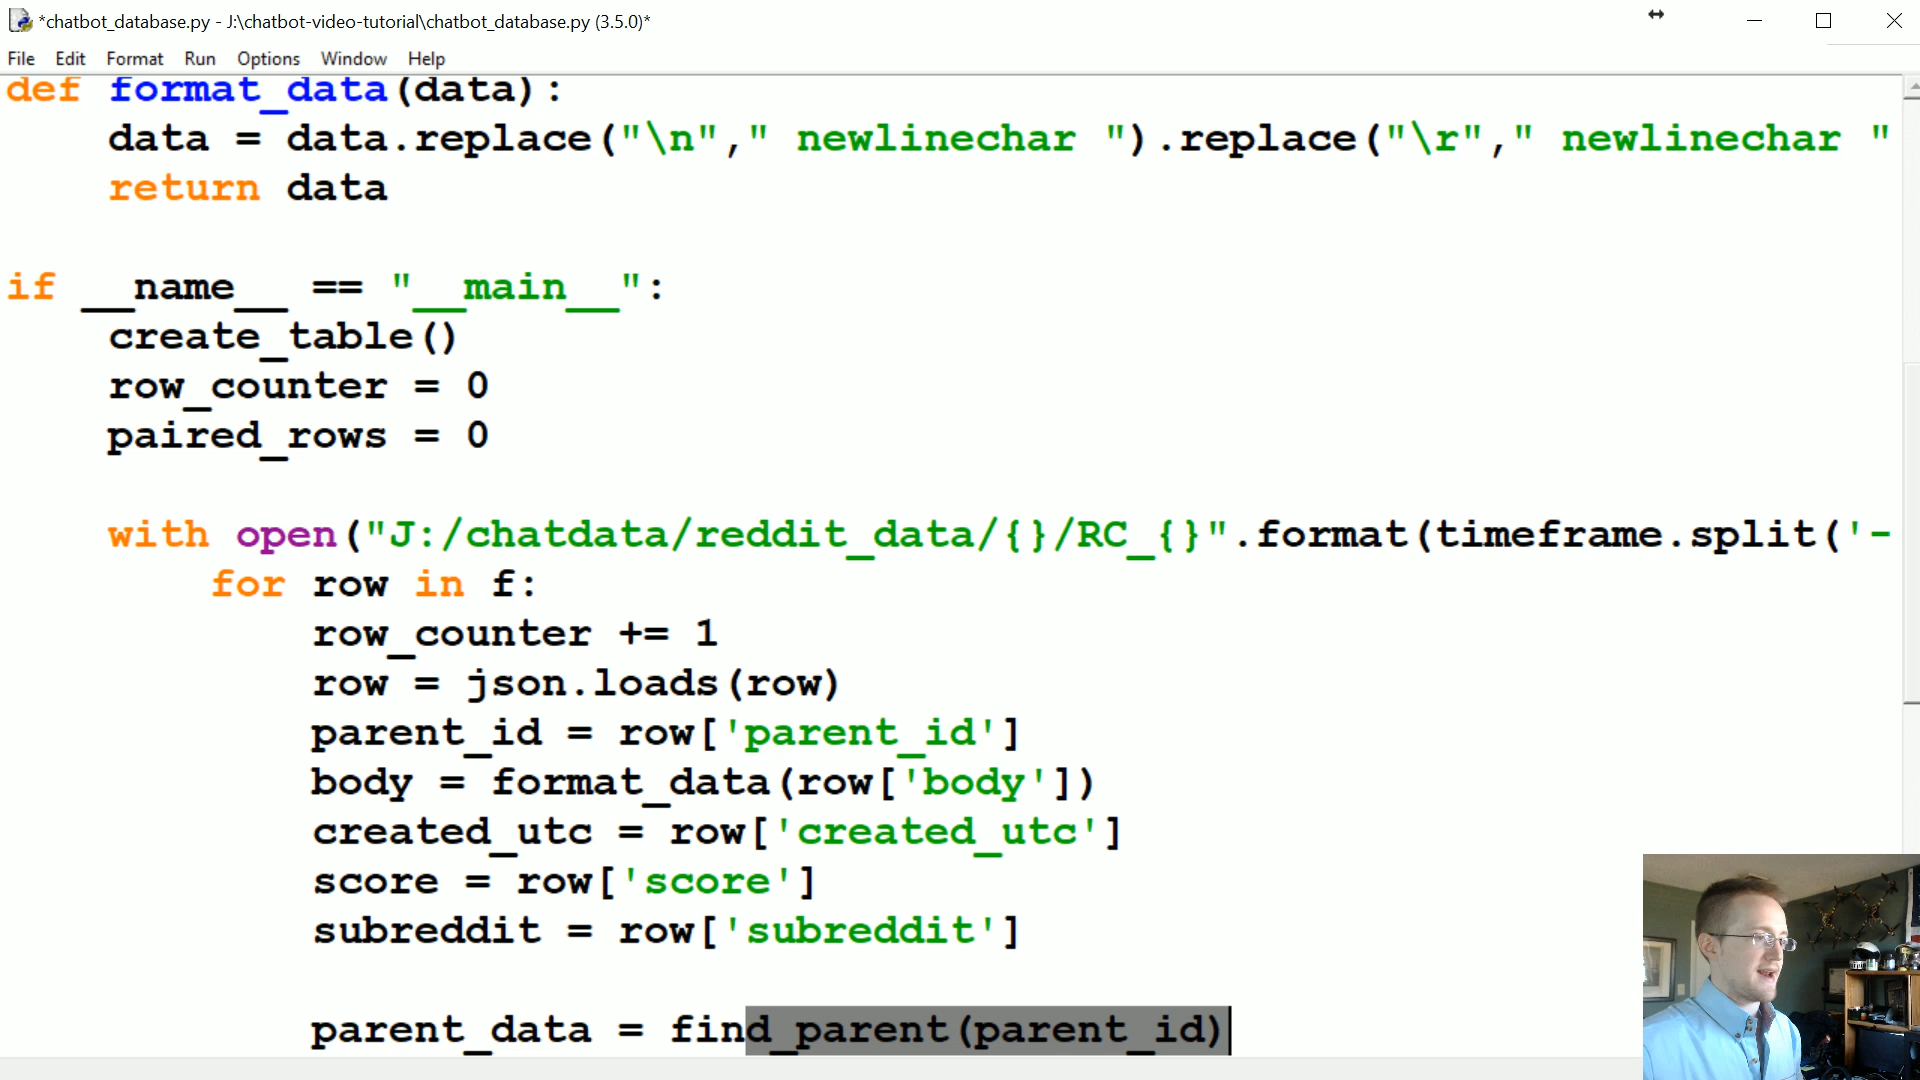 *chatbot_database.py - J:\chatbot-video-tutorial\chatbot_database.py (3.5.0)*
File Edit Format Run Options Window Help
def format_data(data):
data = data.replace("\n"," newlinechar ").replace("\r"," newlinechar "
return data
if __name__ == "__main__":
create_table()
row_counter = 0
paired_rows = 0
with open("J:/chatdata/reddit_data/{}/RC_{}".format(timeframe.split('-
for row in f:
row_counter += 1
row = json.loads(row)
parent_id = row['parent_id']
body = format_data(row['body'])
created_utc = row['created_utc']
score = row['score']
subreddit = row['subreddit']
parent_data = find_parent(parent_id)